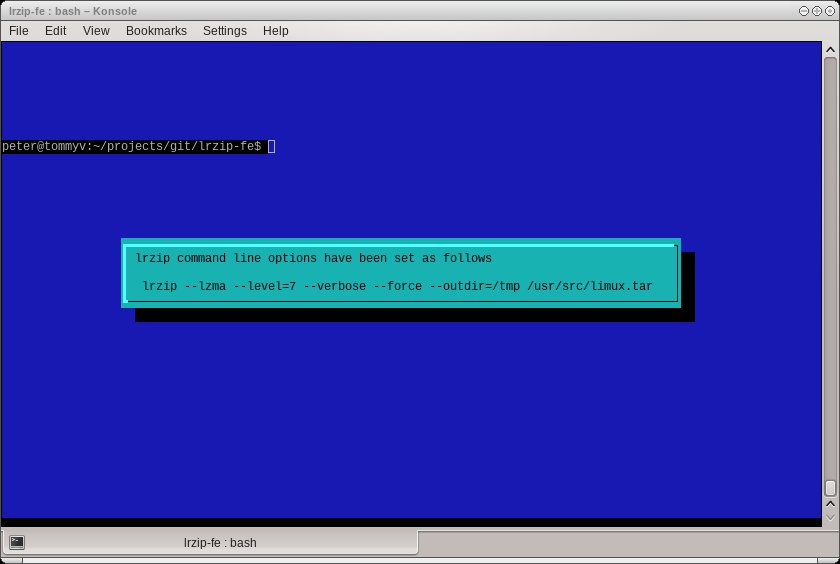 lrzip-fe : bash – Konsole
File Edit View Bookmarks Settings Help
peter@tommyv:~/projects/git/lrzip-fe$
lrzip command line options have been set as follows
lrzip --lzma --level=7 --verbose --force --outdir=/tmp /usr/src/limux.tar
lrzip-fe : bash